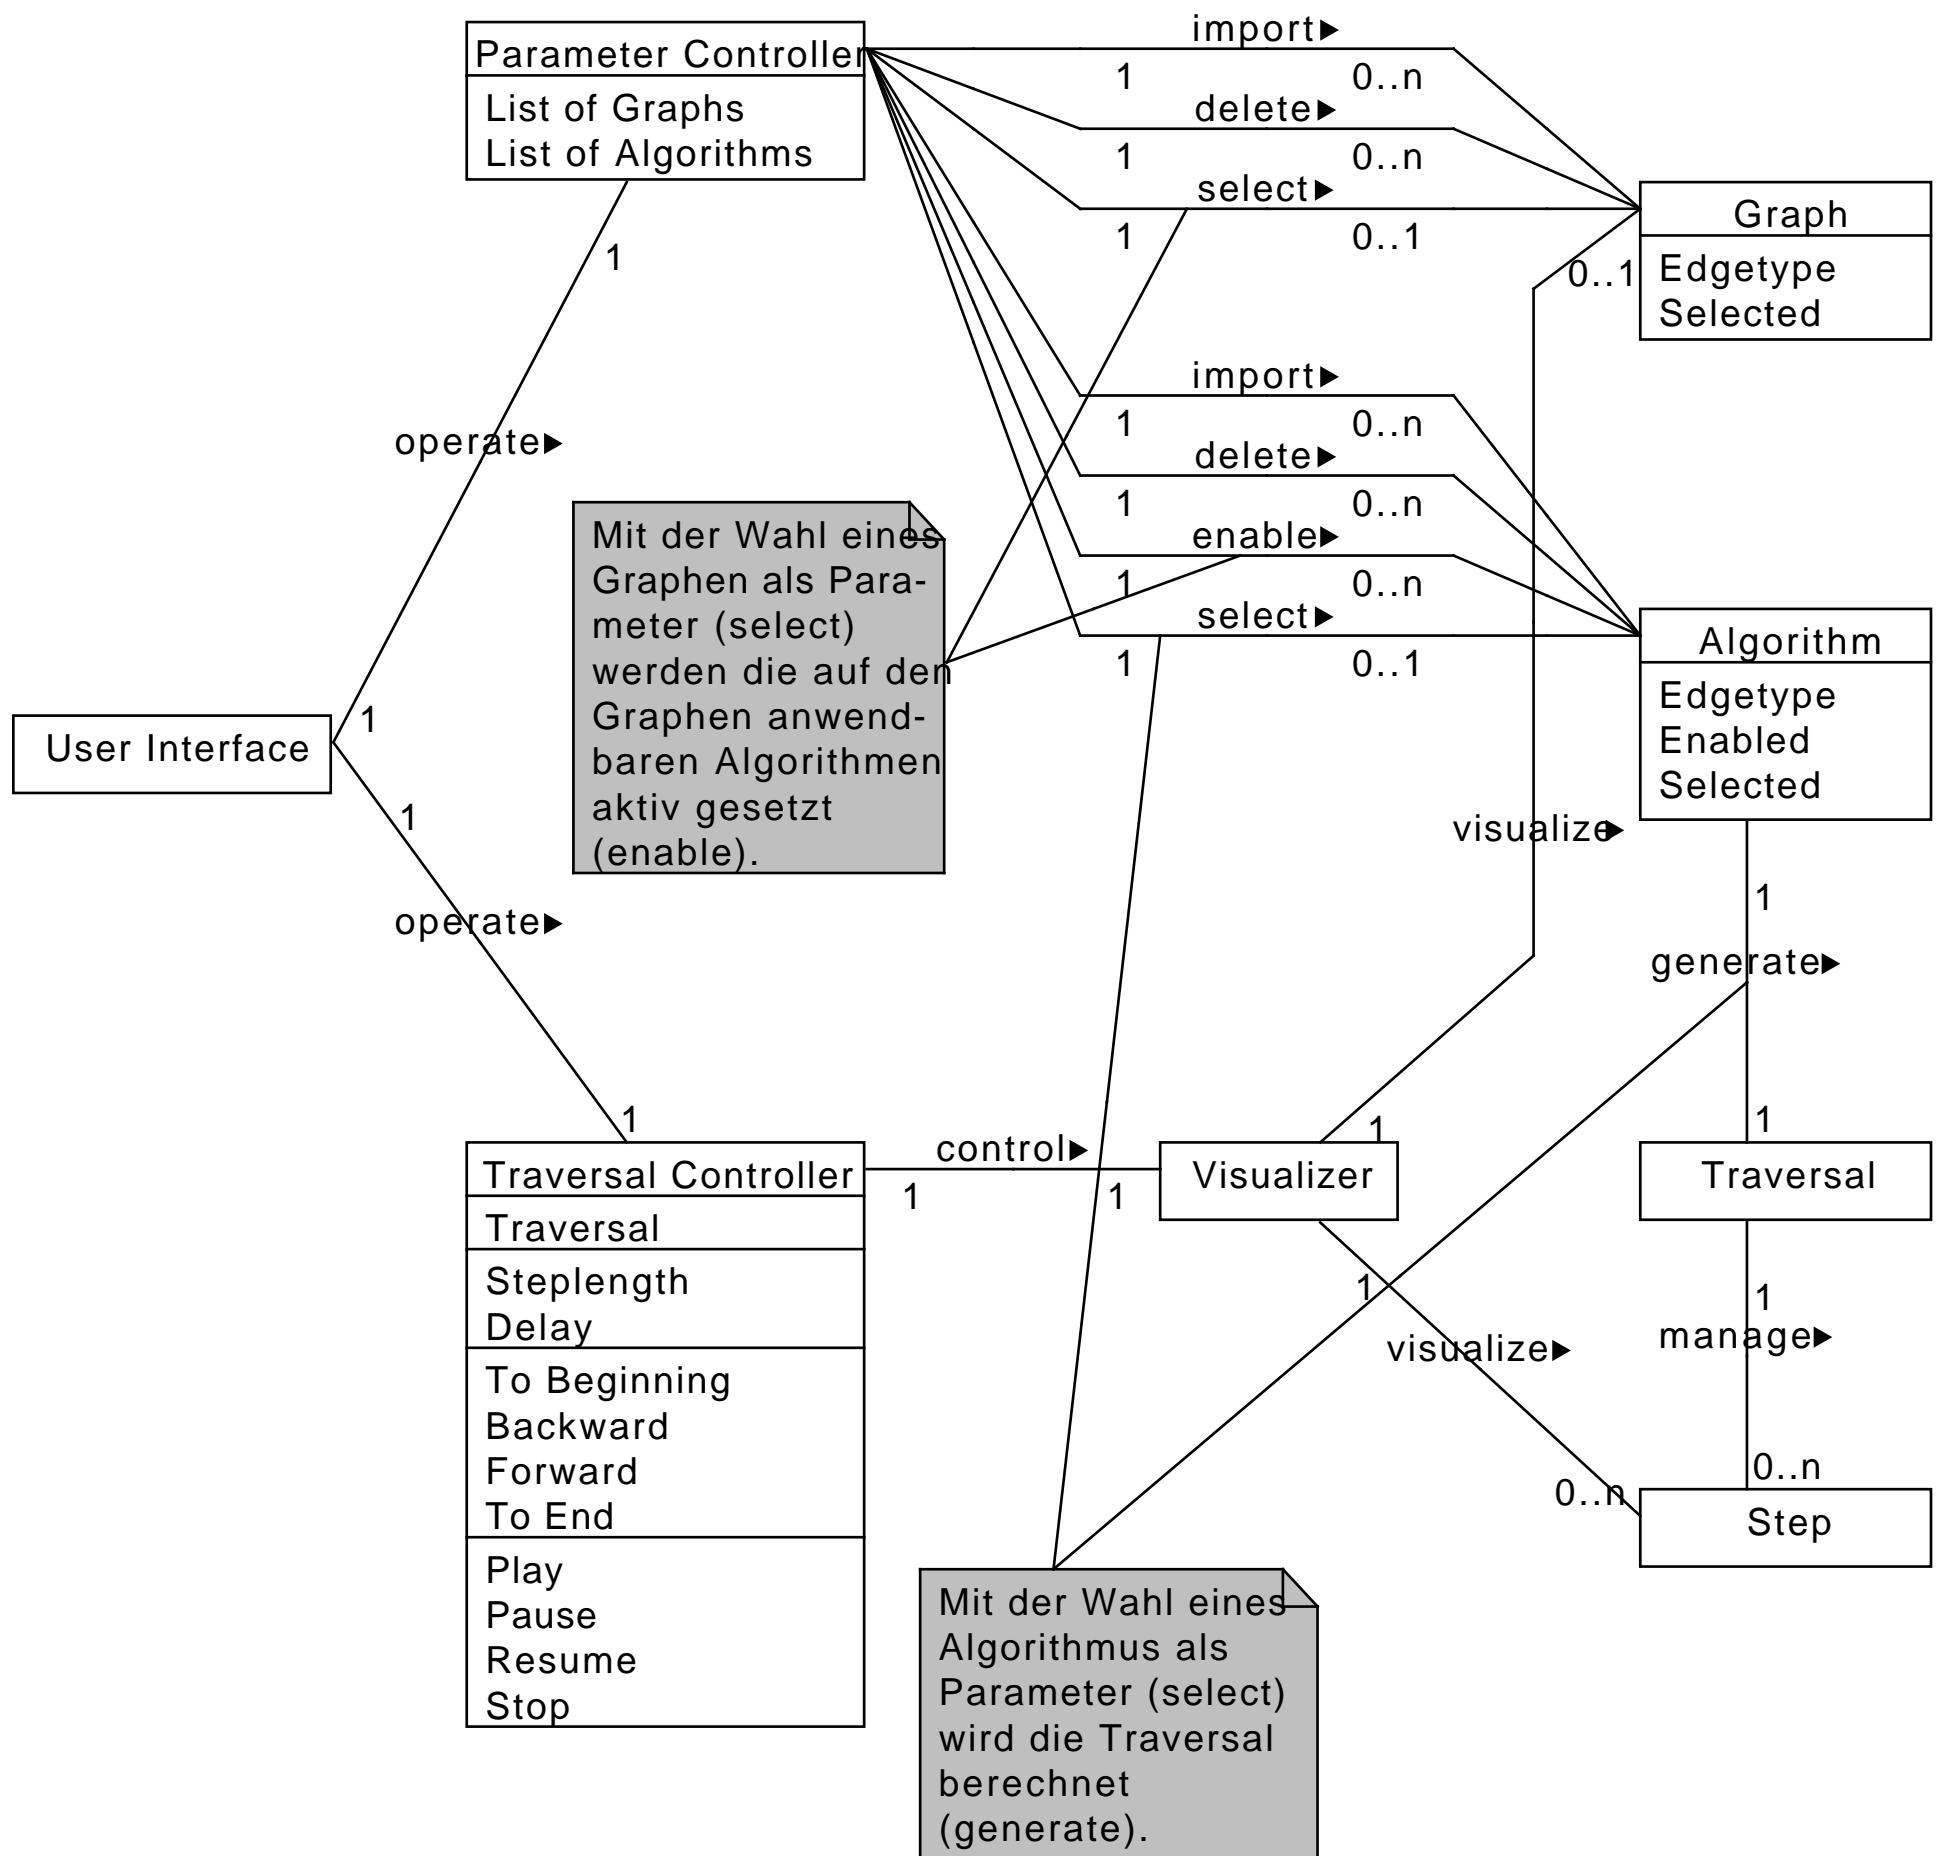 import▶
Parameter Controller
1
0..n
List of Graphs
delete▶
List of Algorithms
1
0..n
select▶
Graph
1
0..1
1
0..1
Edgetype
Selected
import▶
1
0..n
operate▶
delete▶
1
0..n
Mit der Wahl eines
Graphen als Para-
meter (select)
werden die auf den
Graphen anwend-
baren Algorithmen
aktiv gesetzt
(enable).
enable▶
1
0..n
select▶
1
0..1
Algorithm
Edgetype
Enabled
Selected
1
User Interface
1
visualize▶
1
operate▶
generate▶
1
1
1
control▶
Traversal Controller
1
1
Visualizer
Traversal
Traversal
Steplength
Delay
1
1
visualize▶
manage▶
To Beginning
Backward
Forward
To End
0..n
0..n
Step
Play
Pause
Resume
Stop
Mit der Wahl eines
Algorithmus als
Parameter (select)
wird die Traversal
berechnet
(generate).